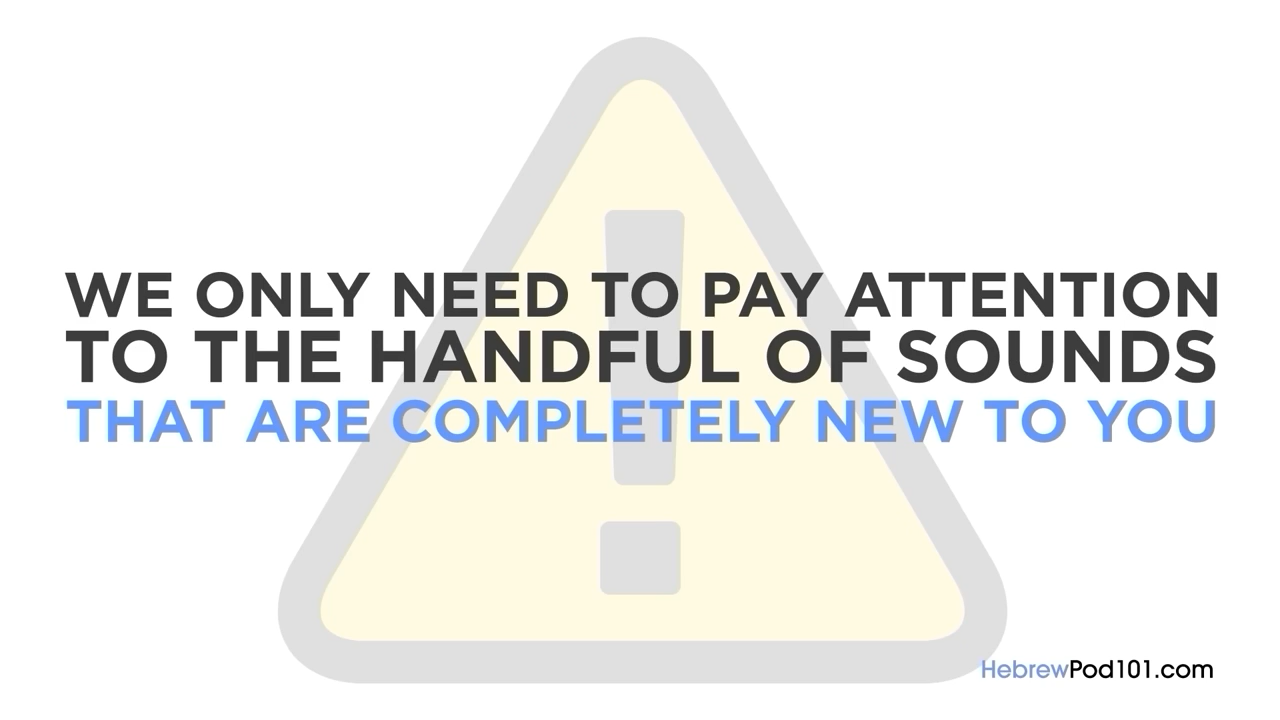 WE ONLY NEED TO PAY ATTENTION
TO THE HANDFUL OF SOUNDS
THAT ARE COMPLETELY NEW TO YOU
HebrewPod101.com